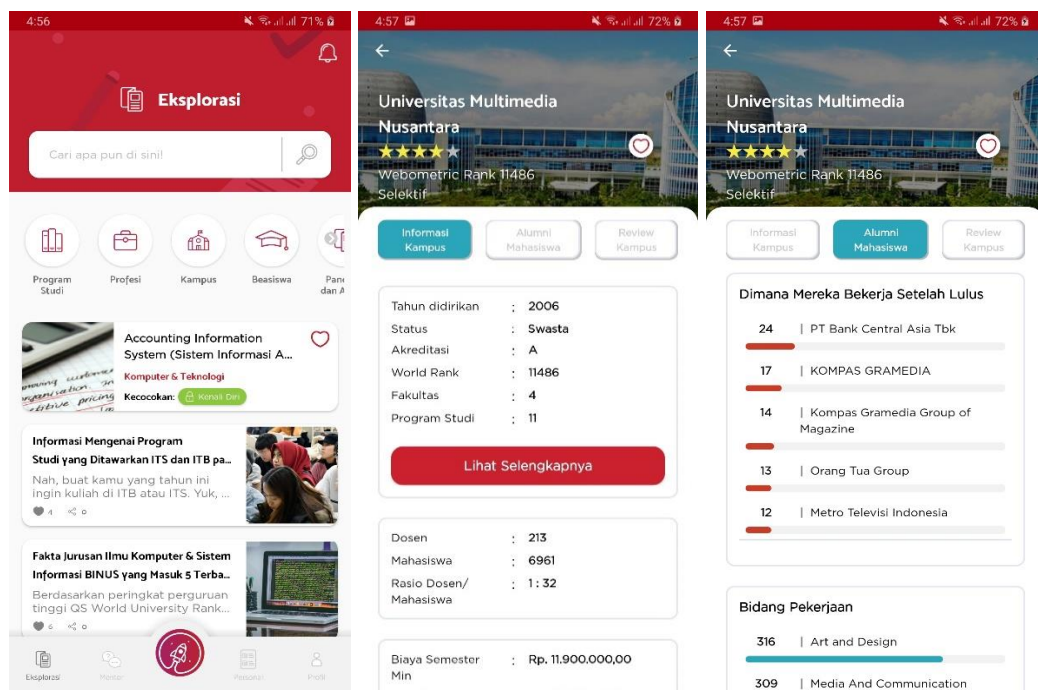 4:56
71%
Eksplorasi
Cari apa pun di sini!
Program
Studi
Profesi
Kampus
Beasiswa
Accounting Information
System (Sistem Informasi A...
Komputer & Teknologi
Kecocokan: Kenali Diri
Informasi Mengenai Program
Studi yang Ditawarkan ITS dan ITB pa...
Nah, buat kamu yang tahun ini
ingin kuliah di ITB atau ITS. Yuk, ...
4 0
Fakta Jurusan Ilmu Komputer & Sistem
Informasi BINUS yang Masuk 5 Terba...
Berdasarkan peringkat perguruan
tinggi QS World University Rank...
6 0
Eksplorasi
Mentor
Personari
Profil
4:57
72%
Universitas Multimedia
Nusantara
Webometric Rank 11486
Selektif
Informasi
Kampus
Alumni
Mahasiswa
Review
Kampus
Tahun didirikan : 2006
Status : Swasta
Akreditasi : A
World Rank : 11486
Fakultas : 4
Program Studi : 11
Lihat Selengkapnya
Dosen : 213
Mahasiswa : 6961
Rasio Dosen/ : 1 : 32
Mahasiswa
Biaya Semester : Rp. 11.900.000,00
Min
4:57
72%
Universitas Multimedia
Nusantara
Webometric Rank 11486
Selektif
Informasi
Kampus
Alumni
Mahasiswa
Review
Kampus
Dimana Mereka Bekerja Setelah Lulus
24 | PT Bank Central Asia Tbk
17 | KOMPAS GRAMEDIA
14 | Kompas Gramedia Group of
Magazine
13 | Orang Tua Group
12 | Metro Televisi Indonesia
Bidang Pekerjaan
316 | Art and Design
309 | Media And Communication